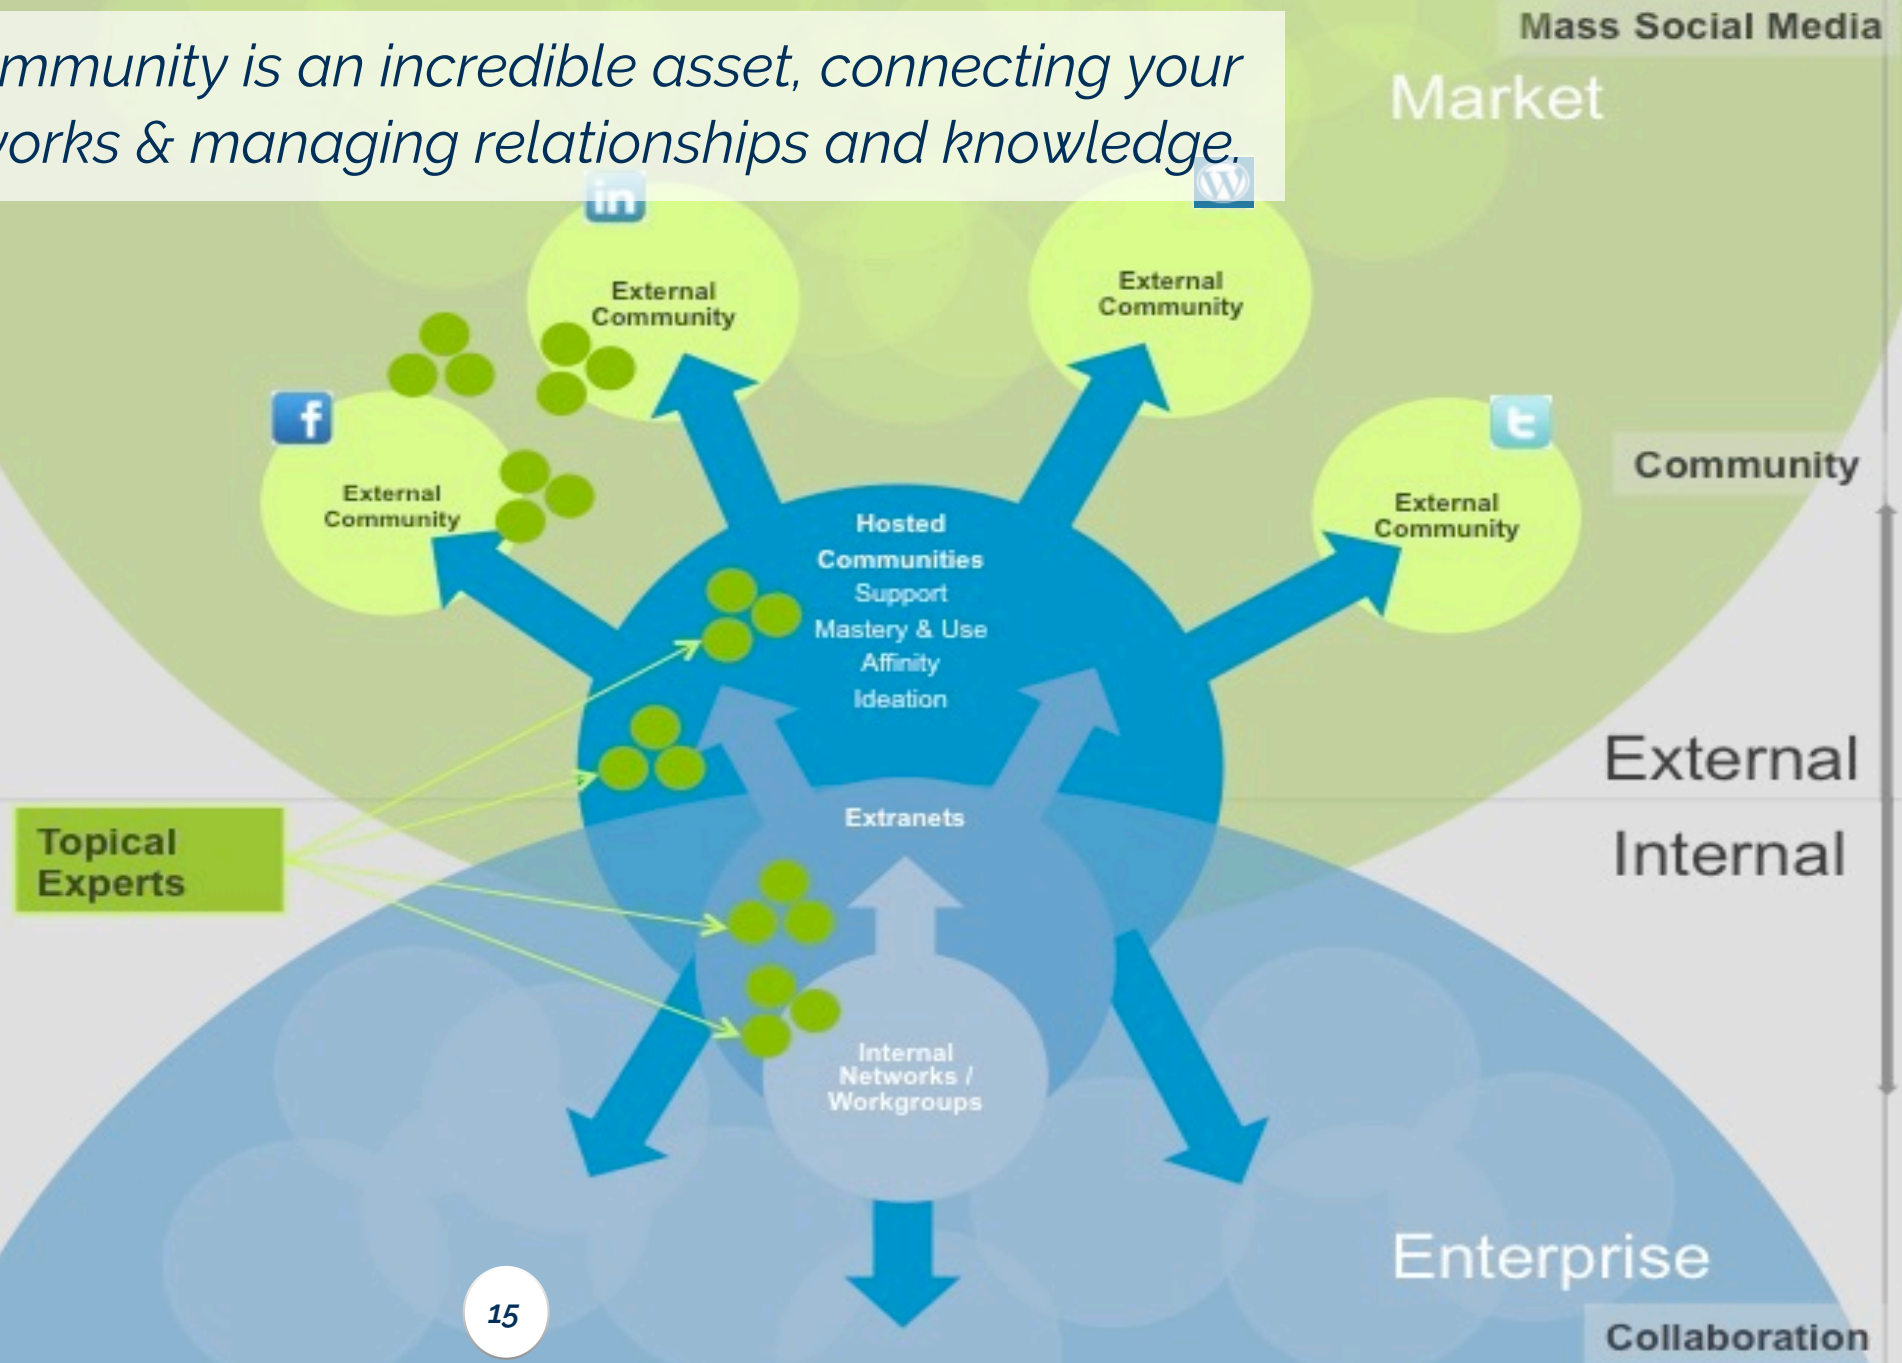 mmunity is an incredible asset, connecting your
orks & managing relationships and knowledge.
Mass Social Media
Market
in
W
External
Community
External
Community
f
t
External
Community
External
Community
Community
Hosted
Communities
Support
Mastery & Use
Affinity
Ideation
External
Internal
Extranets
Topical
Experts
Internal
Networks /
Workgroups
Enterprise
15
Collaboration